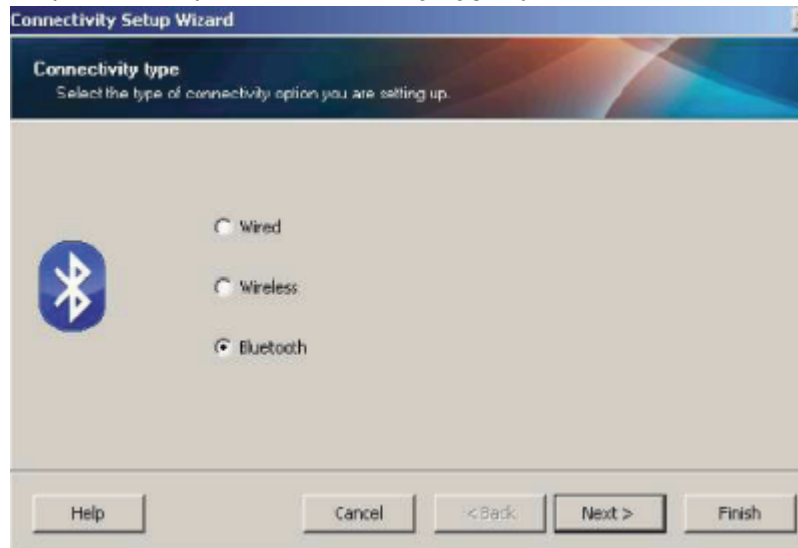 Connectivity Setup Wizard
Connectivity type
Select the type of connectivity option you are setting up.
Wired
Wireless
Bluetooth
Help
Cancel
< Back
Next >
Finish